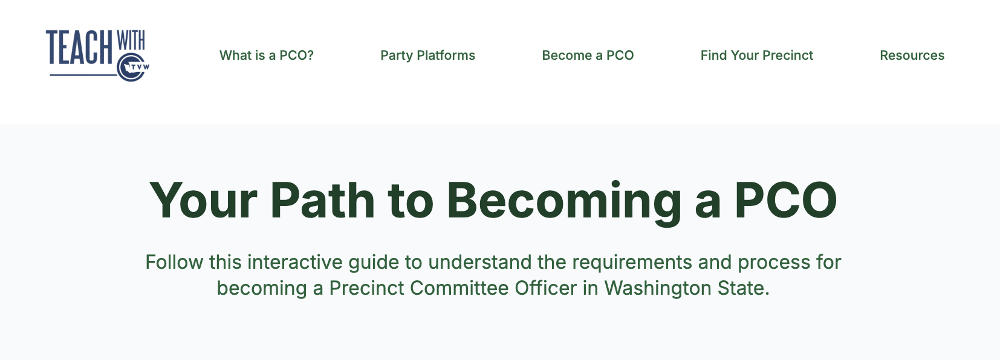 TEACH WITH
TVW
What is a PCO?
Party Platforms
Become a PCO
Find Your Precinct
Resources
Your Path to Becoming a PCO
Follow this interactive guide to understand the requirements and process for
becoming a Precinct Committee Officer in Washington State.